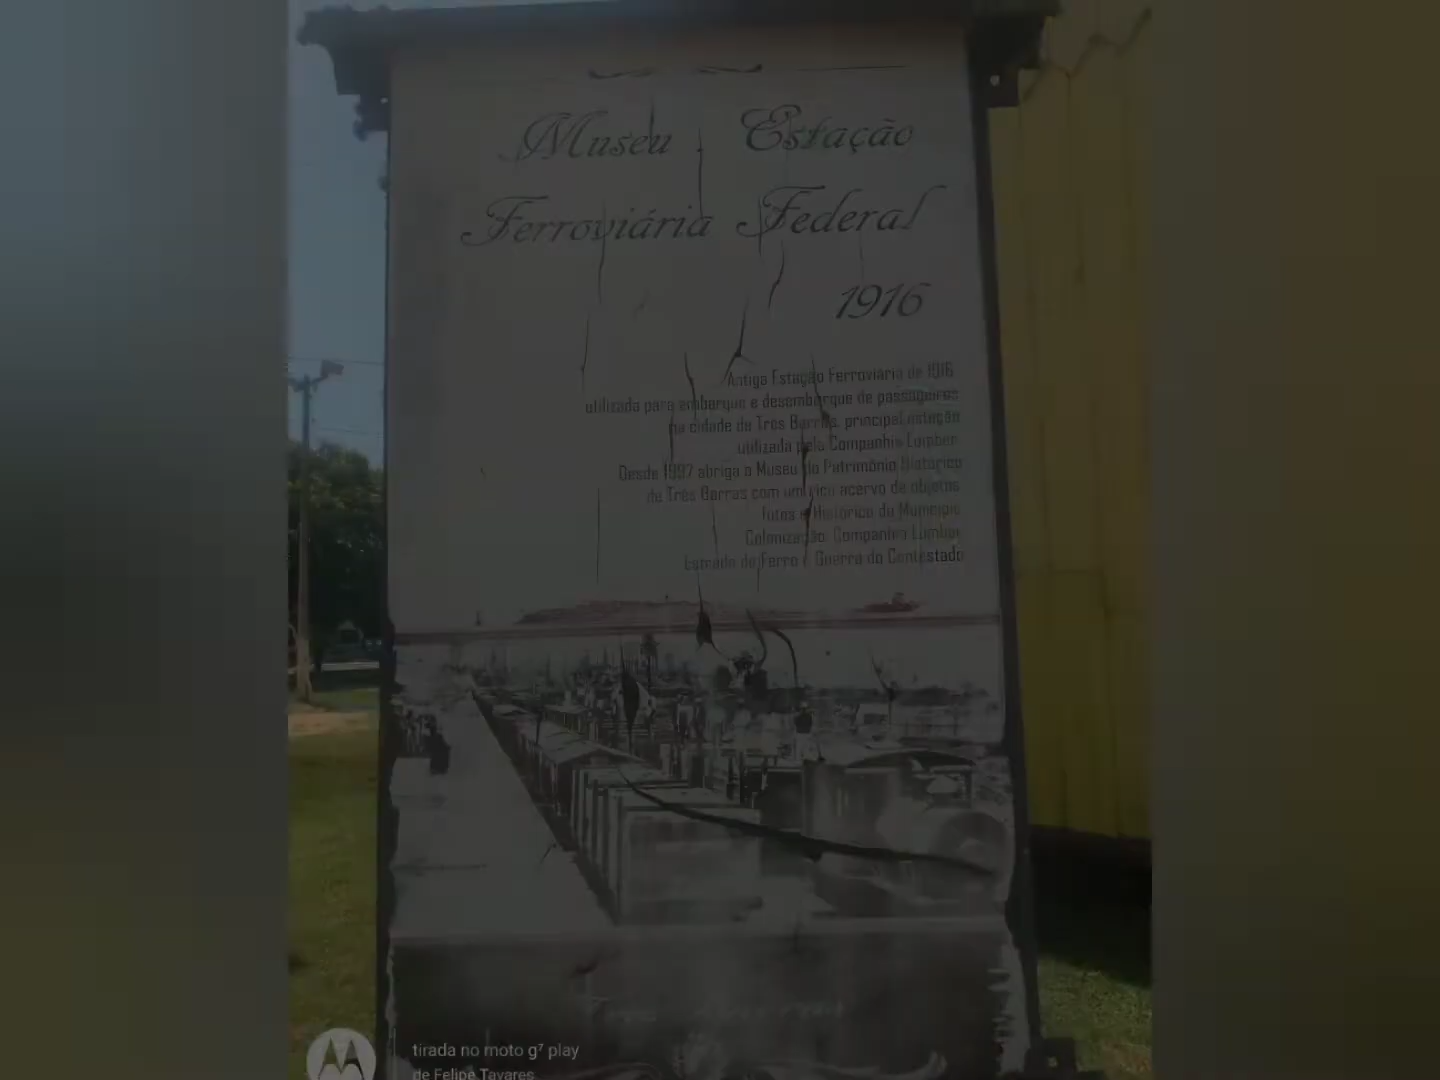 Museu Estação
Ferroviária Federal
1916
Antiga Estação Ferroviária de 1916
utilizada para embarque e desembarque de passageiros
na cidade de Três Barras, principal estação
utilizada pela Companhia Lumber.
Desde 1997 abriga o Museu do Patrimônio Histórico
de Três Barras com um rico acervo de objetos
fotos e Histórico do Município
Colonização, Companhia Lumber
Estrada de Ferro e Guerra do Contestado
tirada no moto g⁷ play
de Felipe Tavares